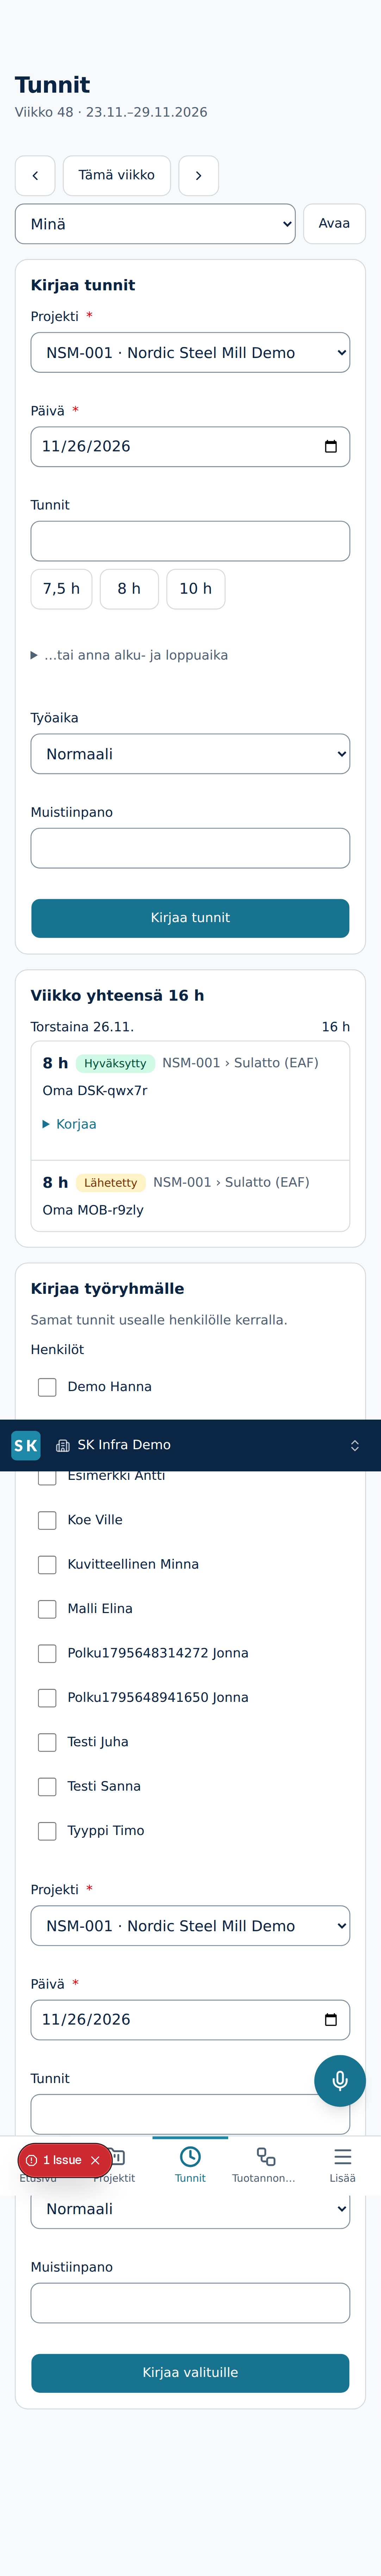 Tunnit
Viikko 48 · 23.11.–29.11.2026
Tämä viikko
Minä
Avaa
Kirjaa tunnit
Projekti *
NSM-001 · Nordic Steel Mill Demo
Päivä *
11/26/2026
Tunnit
7,5 h
8 h
10 h
…tai anna alku- ja loppuaika
Työaika
Normaali
Muistiinpano
Kirjaa tunnit
Viikko yhteensä 16 h
Torstaina 26.11. 16 h
8 h Hyväksytty NSM-001 › Sulatto (EAF)
Oma DSK-qwx7r
Korjaa
8 h Lähetetty NSM-001 › Sulatto (EAF)
Oma MOB-r9zly
Kirjaa työryhmälle
Samat tunnit usealle henkilölle kerralla.
Henkilöt
Demo Hanna
SK SK Infra Demo
Esimerkki Antti
Koe Ville
Kuvitteellinen Minna
Malli Elina
Polku1795648314272 Jonna
Polku1795648941650 Jonna
Testi Juha
Testi Sanna
Tyyppi Timo
Projekti *
NSM-001 · Nordic Steel Mill Demo
Päivä *
11/26/2026
Tunnit
1 Issue
Etusivu
Projektit
Tunnit
Tuotannon…
Lisää
Normaali
Muistiinpano
Kirjaa valituille